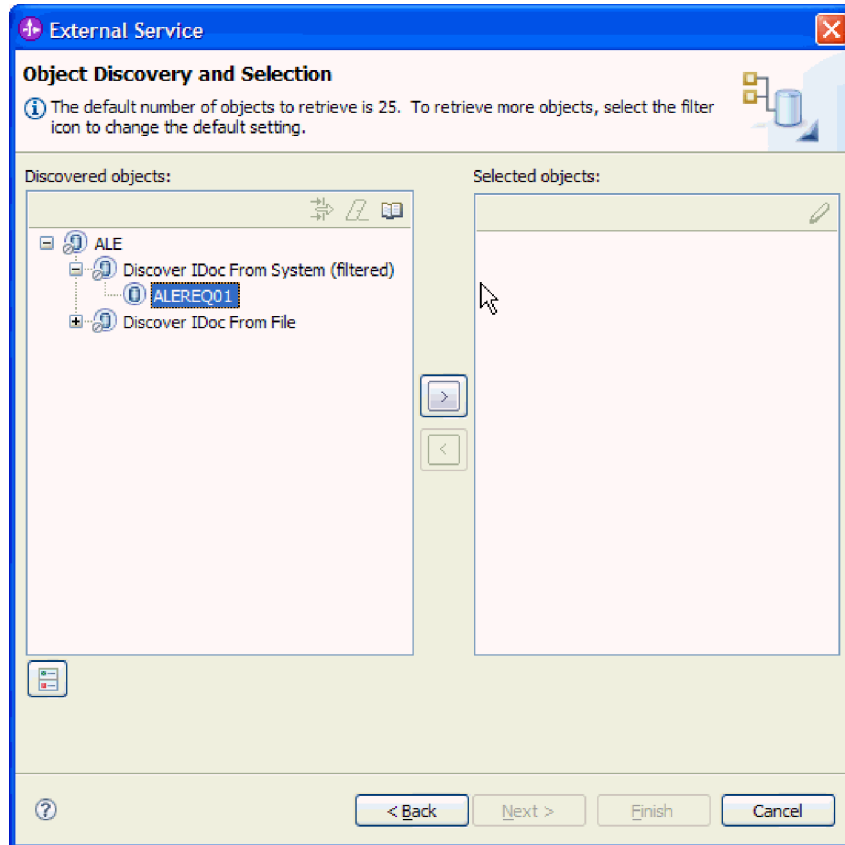 External Service
Object Discovery and Selection
The default number of objects to retrieve is 25. To retrieve more objects, select the filter
icon to change the default setting.
Discovered objects:
Selected objects:
ALE
Discover IDoc From System (filtered)
ALEREQ01
Discover IDoc From File
>
<
?
< Back
Next >
Finish
Cancel